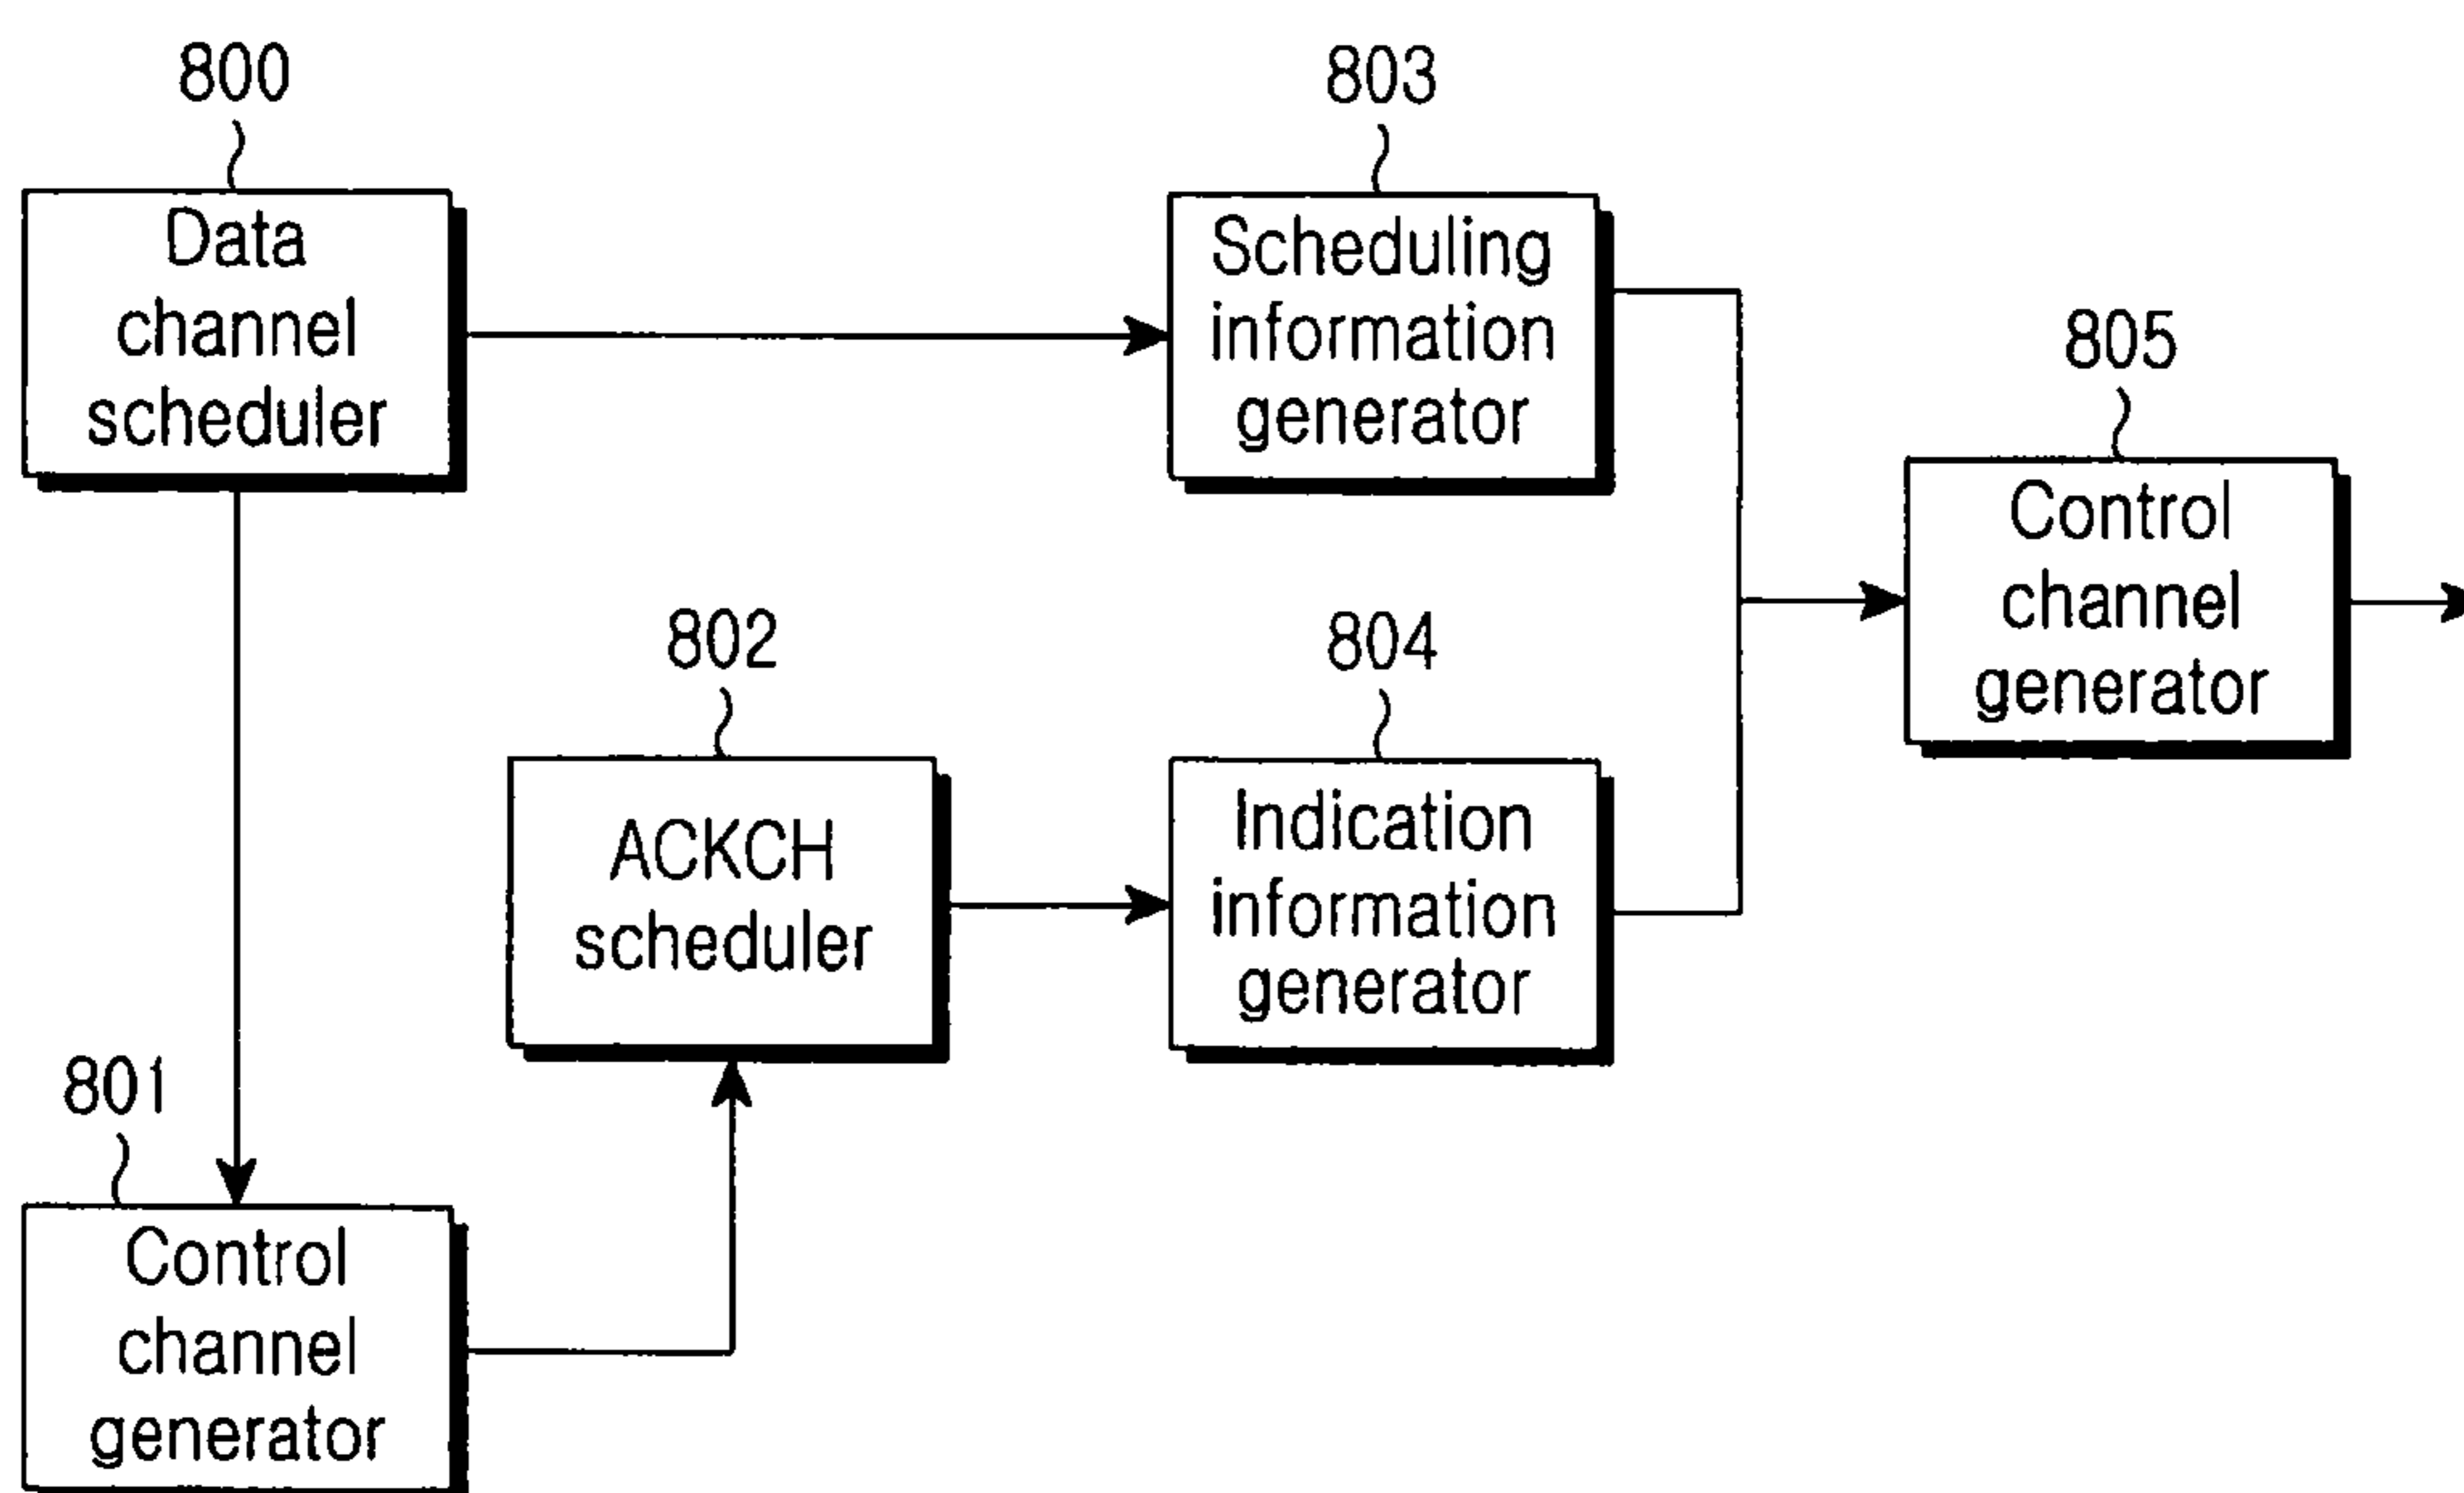 800
Data
channel
scheduler
803
Scheduling
information
generator
805
Control
channel
generator
802
ACKCH
scheduler
804
Indication
information
generator
801
Control
channel
generator